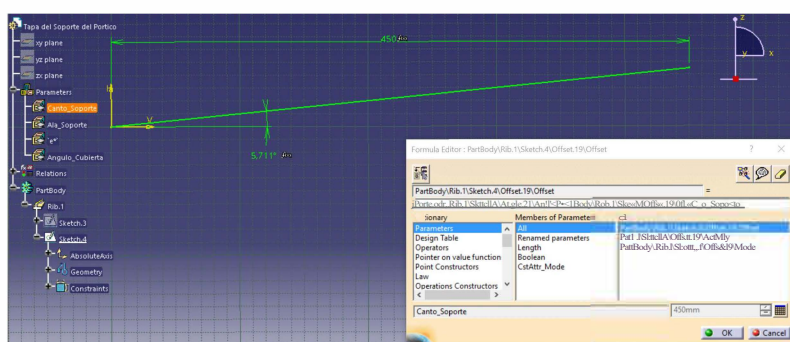 Tapa del Soporte del Portico
xy plane
yz plane
zx plane
Parameters
Canto_Soporte
Ala_Soporte
"e"
Angulo_Cubierta
Relations
PartBody
Rib.1
Sketch.3
Sketch.4
AbsoluteAxis
Geometry
Constraints
450
H
V
5,711°
z
y
x
Formula Editor : PartBody\Rib.1\Sketch.4\Offset.19\Offset
PartBody\Rib.1\Sketch.4\Offset.19\Offset =
Members of Parameter
Parameters
Design Table
Operators
Pointer on value function
Point Constructors
Law
Operations Constructors
All
Renamed parameters
Length
Boolean
CstAttr_Mode
Canto_Soporte
450mm
OK
Cancel